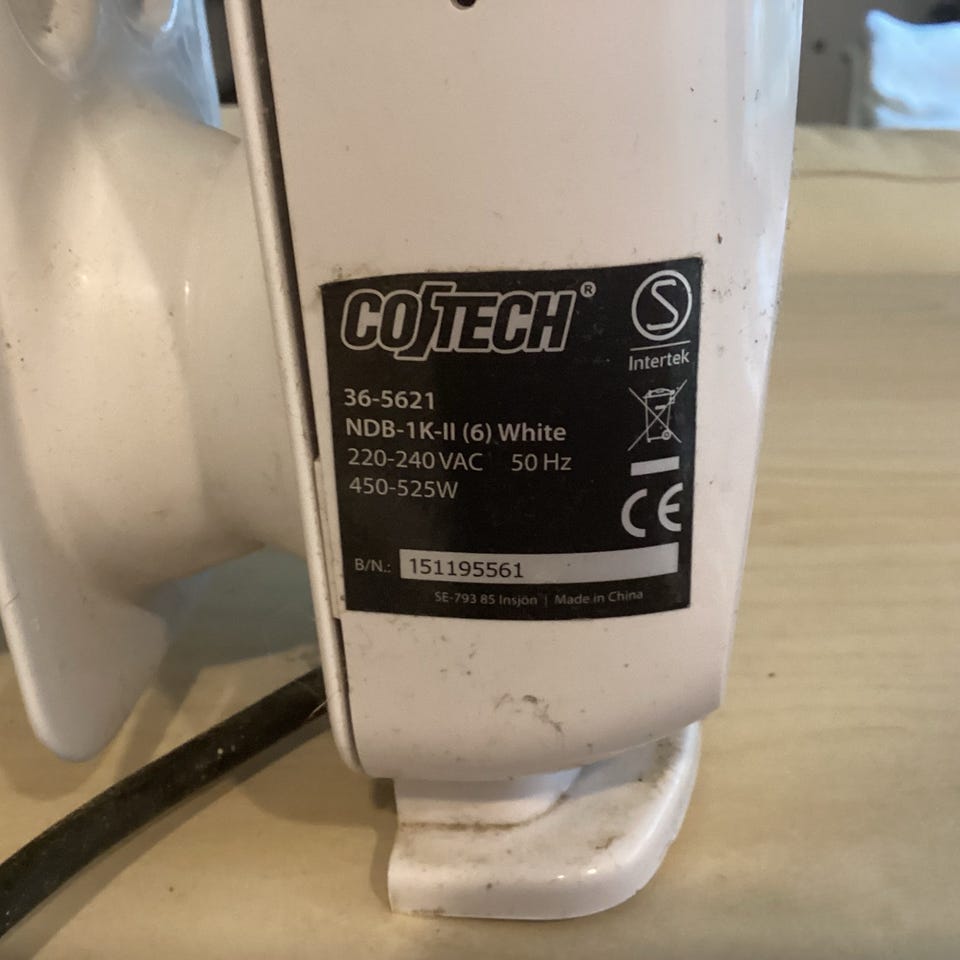 COTECH®
S
Intertek
36-5621
NDB-1K-II (6) White
220-240 VAC 50 Hz
450-525W
CE
B/N.: 151195561
SE-793 85 Insjön | Made in China